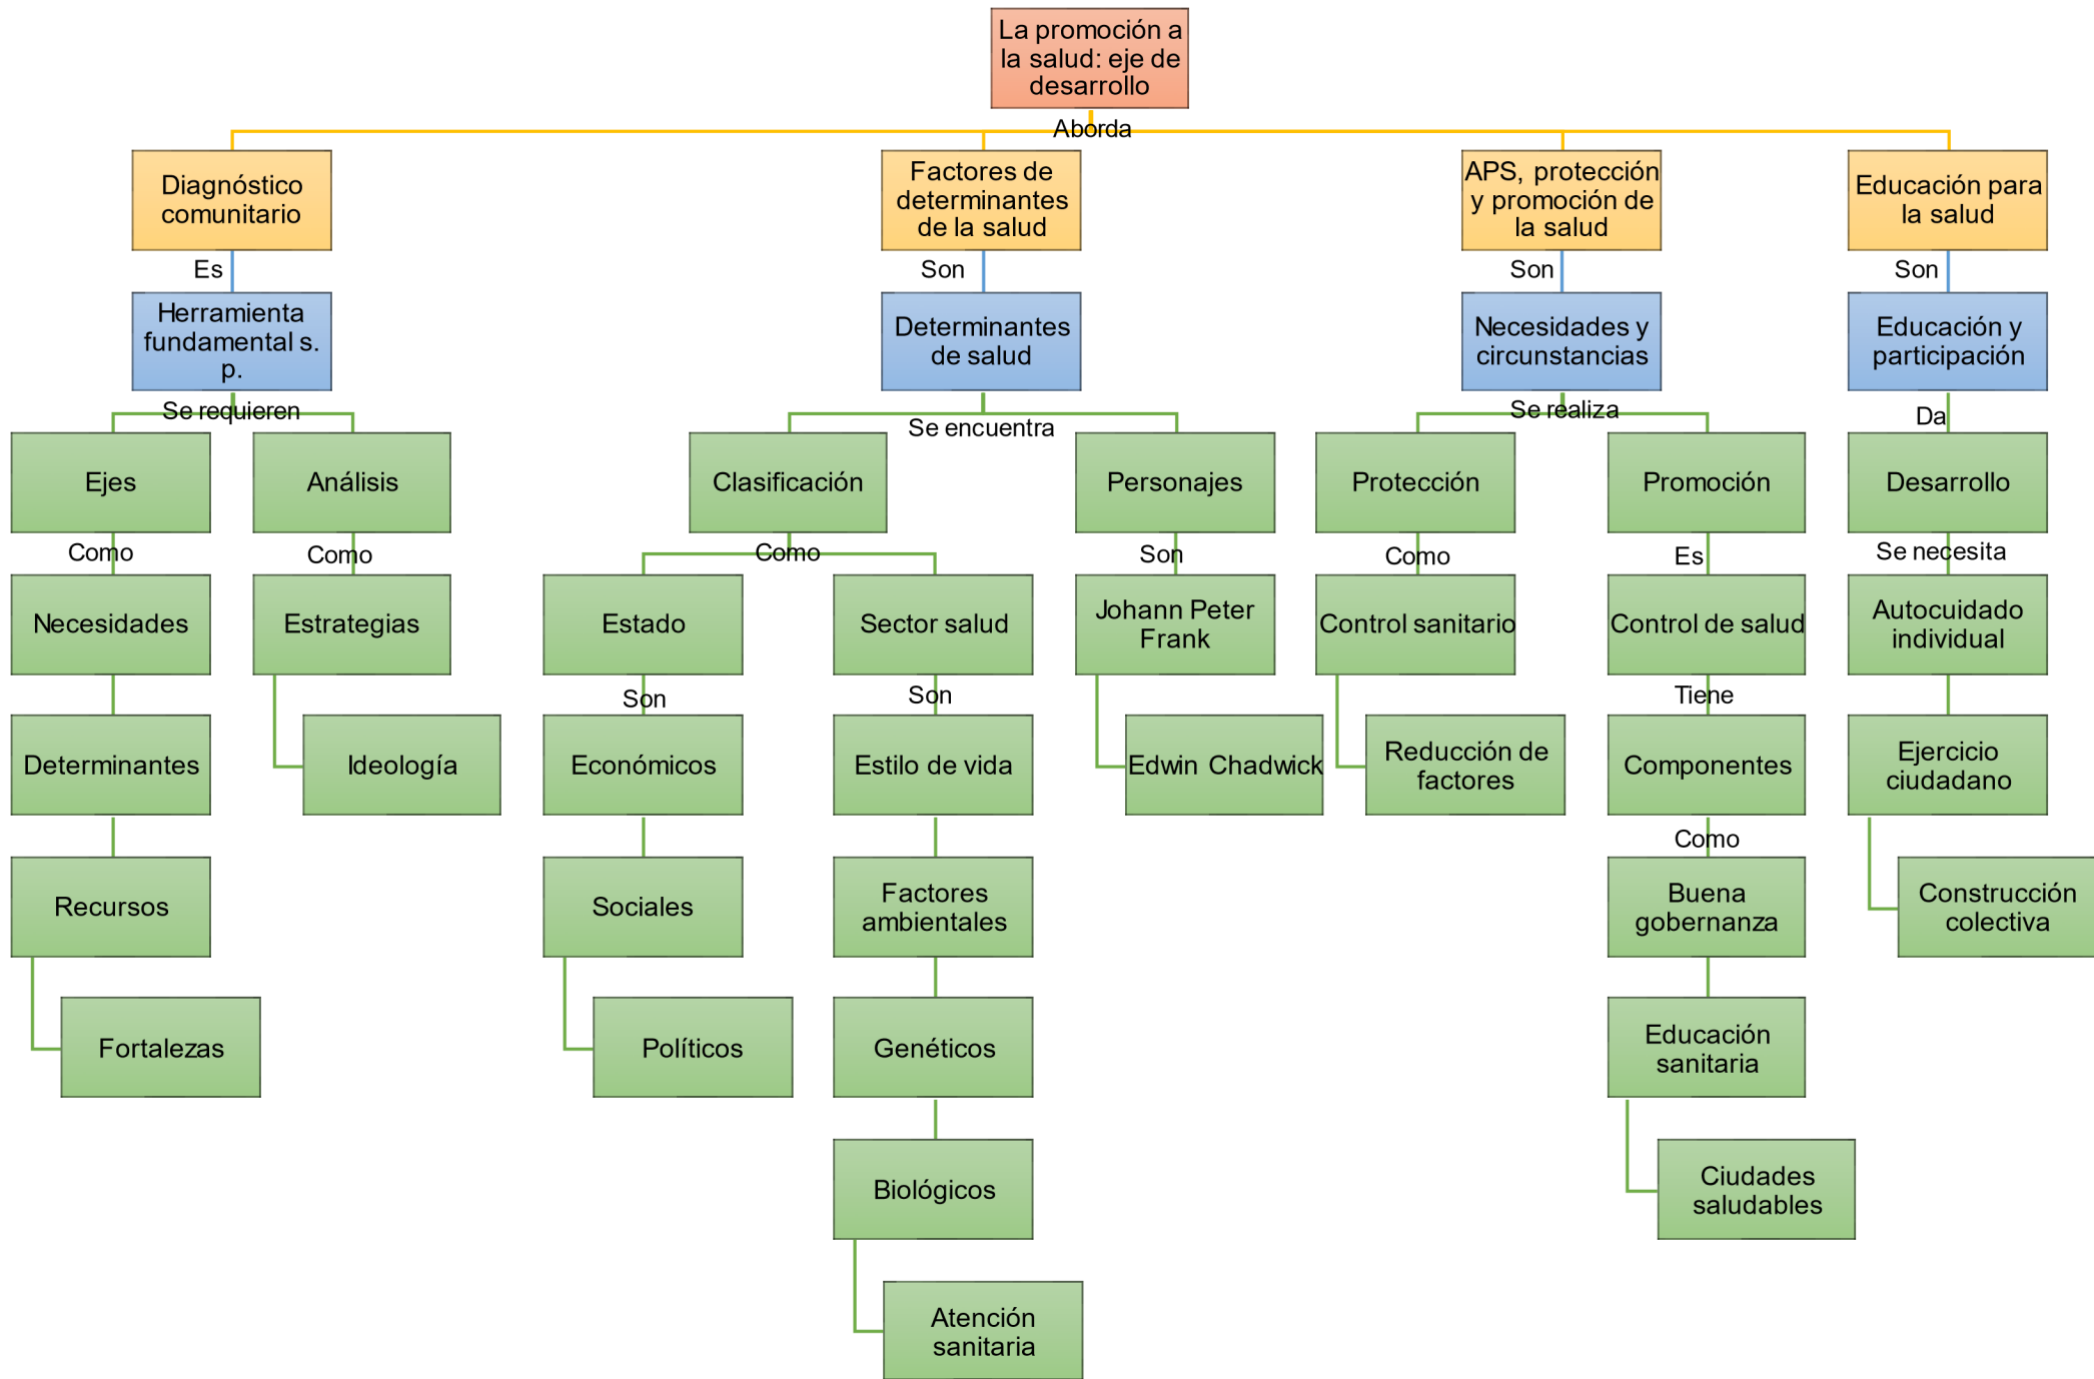 La promoción a
la salud: eje de
desarrollo
Aborda
Diagnóstico
comunitario
Factores de
determinantes
de la salud
APS, protección
y promoción de
la salud
Educación para
la salud
Es
Son
Son
Son
Herramienta
fundamental s.
p.
Determinantes
de salud
Necesidades y
circunstancias
Educación y
participación
Se requieren
Se encuentra
Se realiza
Da
Ejes
Análisis
Clasificación
Personajes
Protección
Promoción
Desarrollo
Como
Como
Como
Son
Como
Es
Se necesita
Necesidades
Estrategias
Estado
Sector salud
Johann Peter
Frank
Control sanitario
Control de salud
Autocuidado
individual
Son
Son
Tiene
Determinantes
Ideología
Económicos
Estilo de vida
Edwin Chadwick
Reducción de
factores
Componentes
Ejercicio
ciudadano
Como
Recursos
Sociales
Factores
ambientales
Buena
gobernanza
Construcción
colectiva
Fortalezas
Políticos
Genéticos
Educación
sanitaria
Biológicos
Ciudades
saludables
Atención
sanitaria